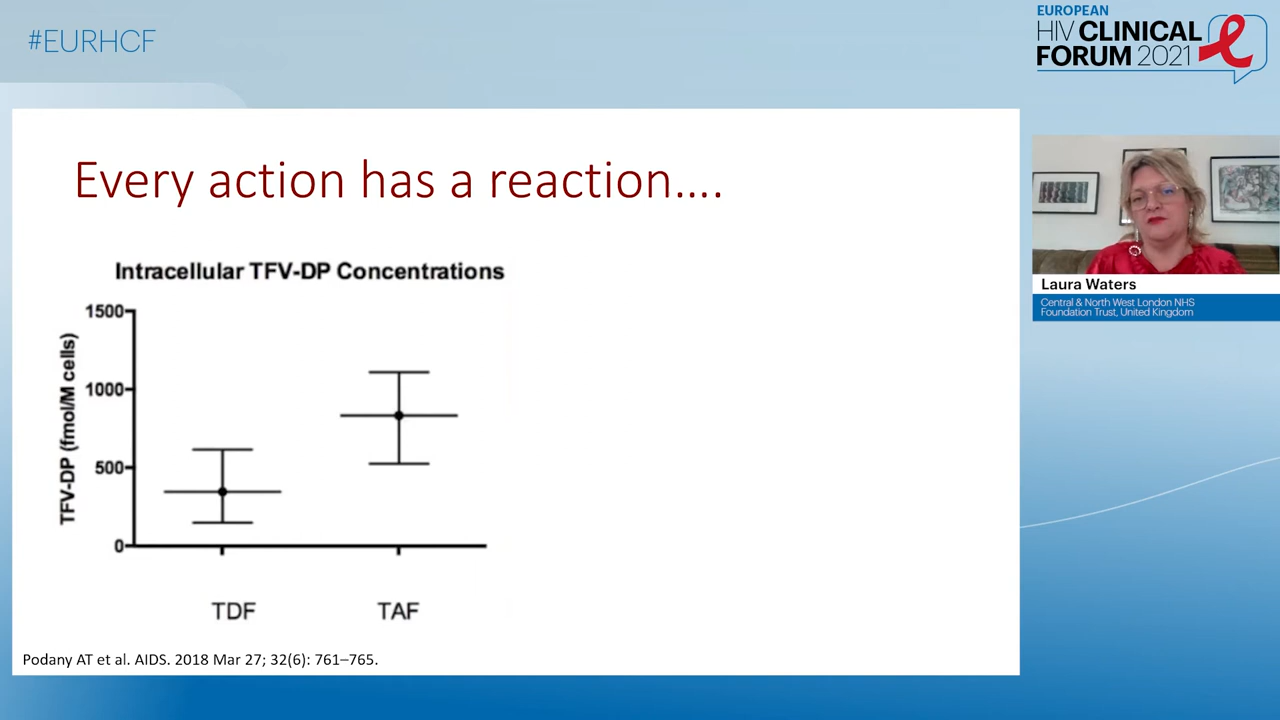 #EURHCF
EUROPEAN
HIV CLINICAL
FORUM 2021
Every action has a reaction….
Intracellular TFV-DP Concentrations
TFV-DP (fmol/M cells)
1500
1000
500
0
TDF
TAF
Podany AT et al. AIDS. 2018 Mar 27; 32(6): 761–765.
Laura Waters
Central & North West London NHS
Foundation Trust, United Kingdom